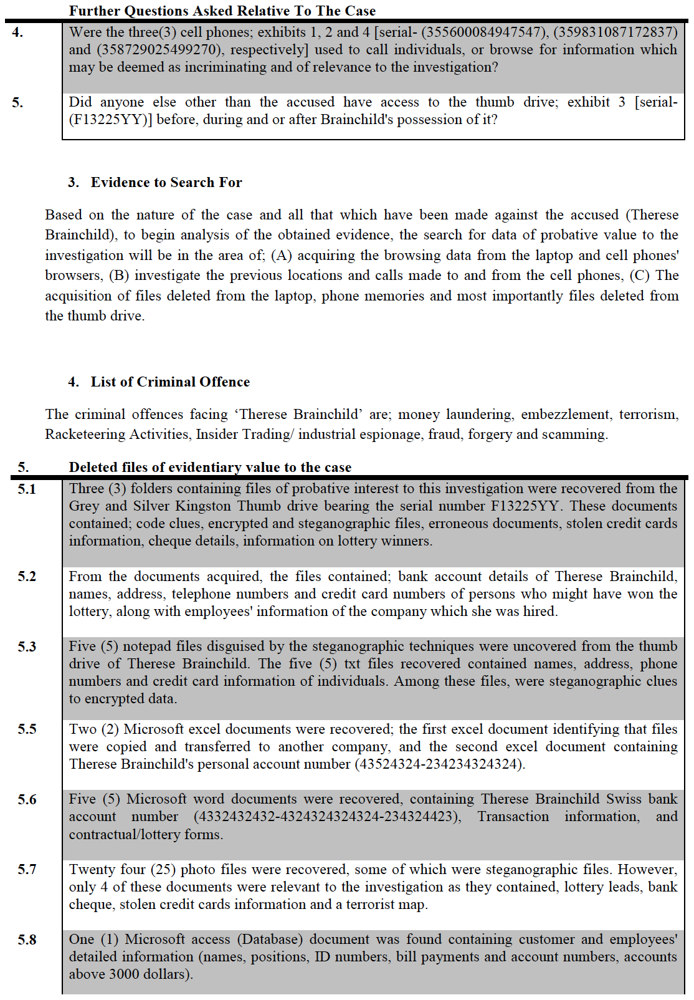 Further Questions Asked Relative To The Case
4. Were the three(3) cell phones; exhibits 1, 2 and 4 [serial- (355600084947547), (359831087172837)
and (358729025499270), respectively] used to call individuals, or browse for information which
may be deemed as incriminating and of relevance to the investigation?
5. Did anyone else other than the accused have access to the thumb drive; exhibit 3 [serial-
(F13225YY)] before, during and or after Brainchild's possession of it?
3. Evidence to Search For
Based on the nature of the case and all that which have been made against the accused (Therese
Brainchild), to begin analysis of the obtained evidence, the search for data of probative value to the
investigation will be in the area of; (A) acquiring the browsing data from the laptop and cell phones'
browsers, (B) investigate the previous locations and calls made to and from the cell phones, (C) The
acquisition of files deleted from the laptop, phone memories and most importantly files deleted from
the thumb drive.
4. List of Criminal Offence
The criminal offences facing ‘Therese Brainchild’ are; money laundering, embezzlement, terrorism,
Racketeering Activities, Insider Trading/ industrial espionage, fraud, forgery and scamming.
5. Deleted files of evidentiary value to the case
5.1 Three (3) folders containing files of probative interest to this investigation were recovered from the
Grey and Silver Kingston Thumb drive bearing the serial number F13225YY. These documents
contained; code clues, encrypted and steganographic files, erroneous documents, stolen credit cards
information, cheque details, information on lottery winners.
5.2 From the documents acquired, the files contained; bank account details of Therese Brainchild,
names, address, telephone numbers and credit card numbers of persons who might have won the
lottery, along with employees' information of the company which she was hired.
5.3 Five (5) notepad files disguised by the steganographic techniques were uncovered from the thumb
drive of Therese Brainchild. The five (5) txt files recovered contained names, address, phone
numbers and credit card information of individuals. Among these files, were steganographic clues
to encrypted data.
5.5 Two (2) Microsoft excel documents were recovered; the first excel document identifying that files
were copied and transferred to another company, and the second excel document containing
Therese Brainchild's personal account number (43524324-234234324324).
5.6 Five (5) Microsoft word documents were recovered, containing Therese Brainchild Swiss bank
account number (4332432432-4324324324324-234324423), Transaction information, and
contractual/lottery forms.
5.7 Twenty four (25) photo files were recovered, some of which were steganographic files. However,
only 4 of these documents were relevant to the investigation as they contained, lottery leads, bank
cheque, stolen credit cards information and a terrorist map.
5.8 One (1) Microsoft access (Database) document was found containing customer and employees'
detailed information (names, positions, ID numbers, bill payments and account numbers, accounts
above 3000 dollars).